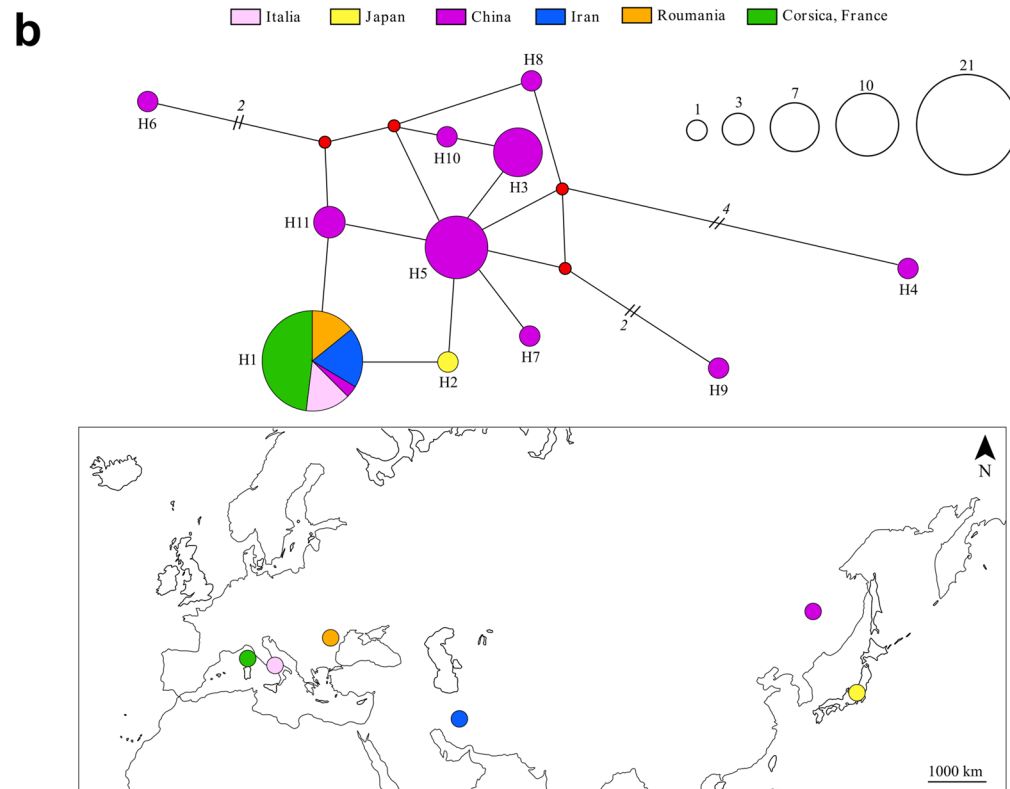 b
Italia Japan China Iran Roumania Corsica, France
H8
21
10
7
3
1
2
H6
H10
H3
H11
4
H5
H4
2
H7
H1
H2
H9
N
1000 km